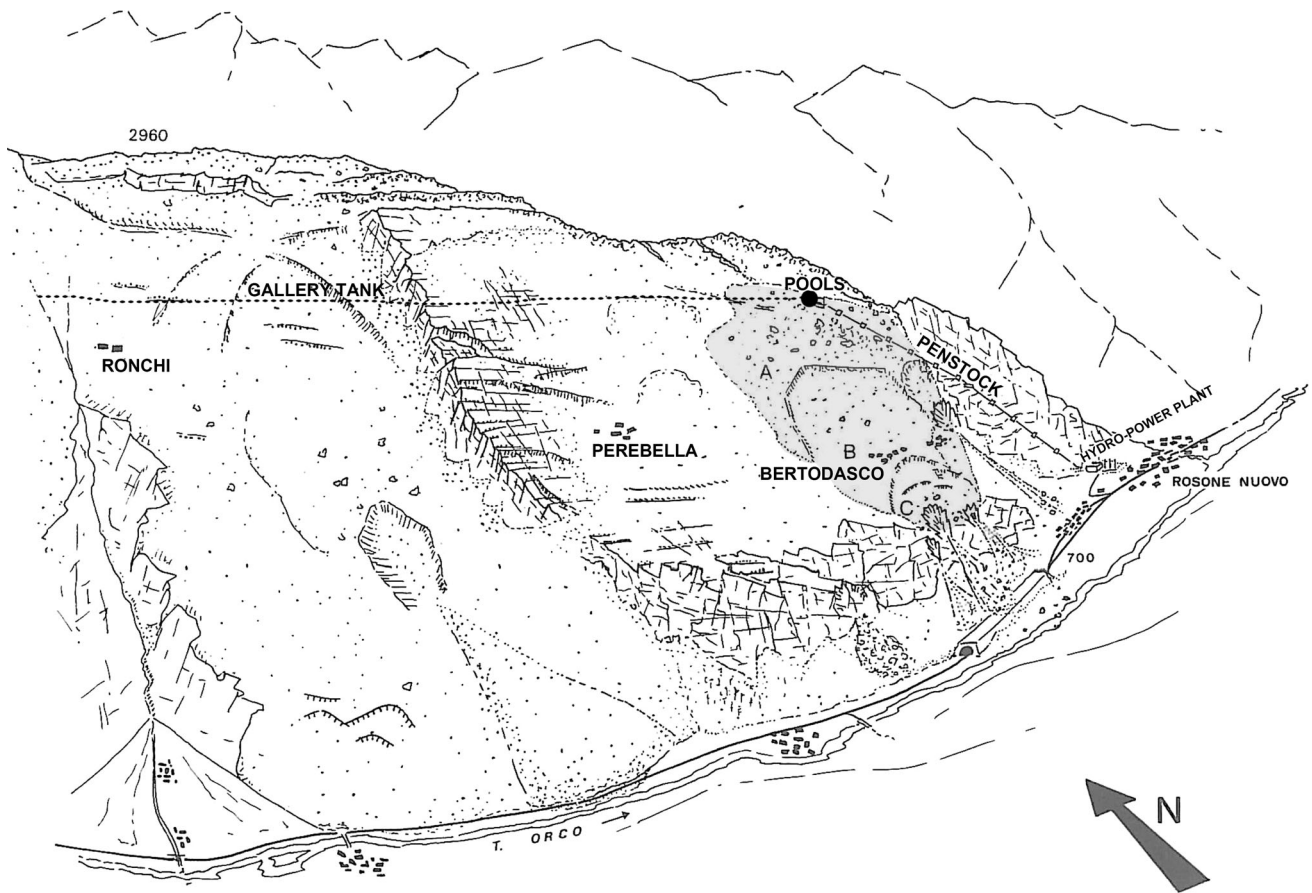 2960
POOLS
GALLERY TANK
PENSTOCK
RONCHI
A
HYDRO-POWER PLANT
PEREBELLA
B
BERTODASCO
ROSONE NUOVO
C
700
N
T. ORCO